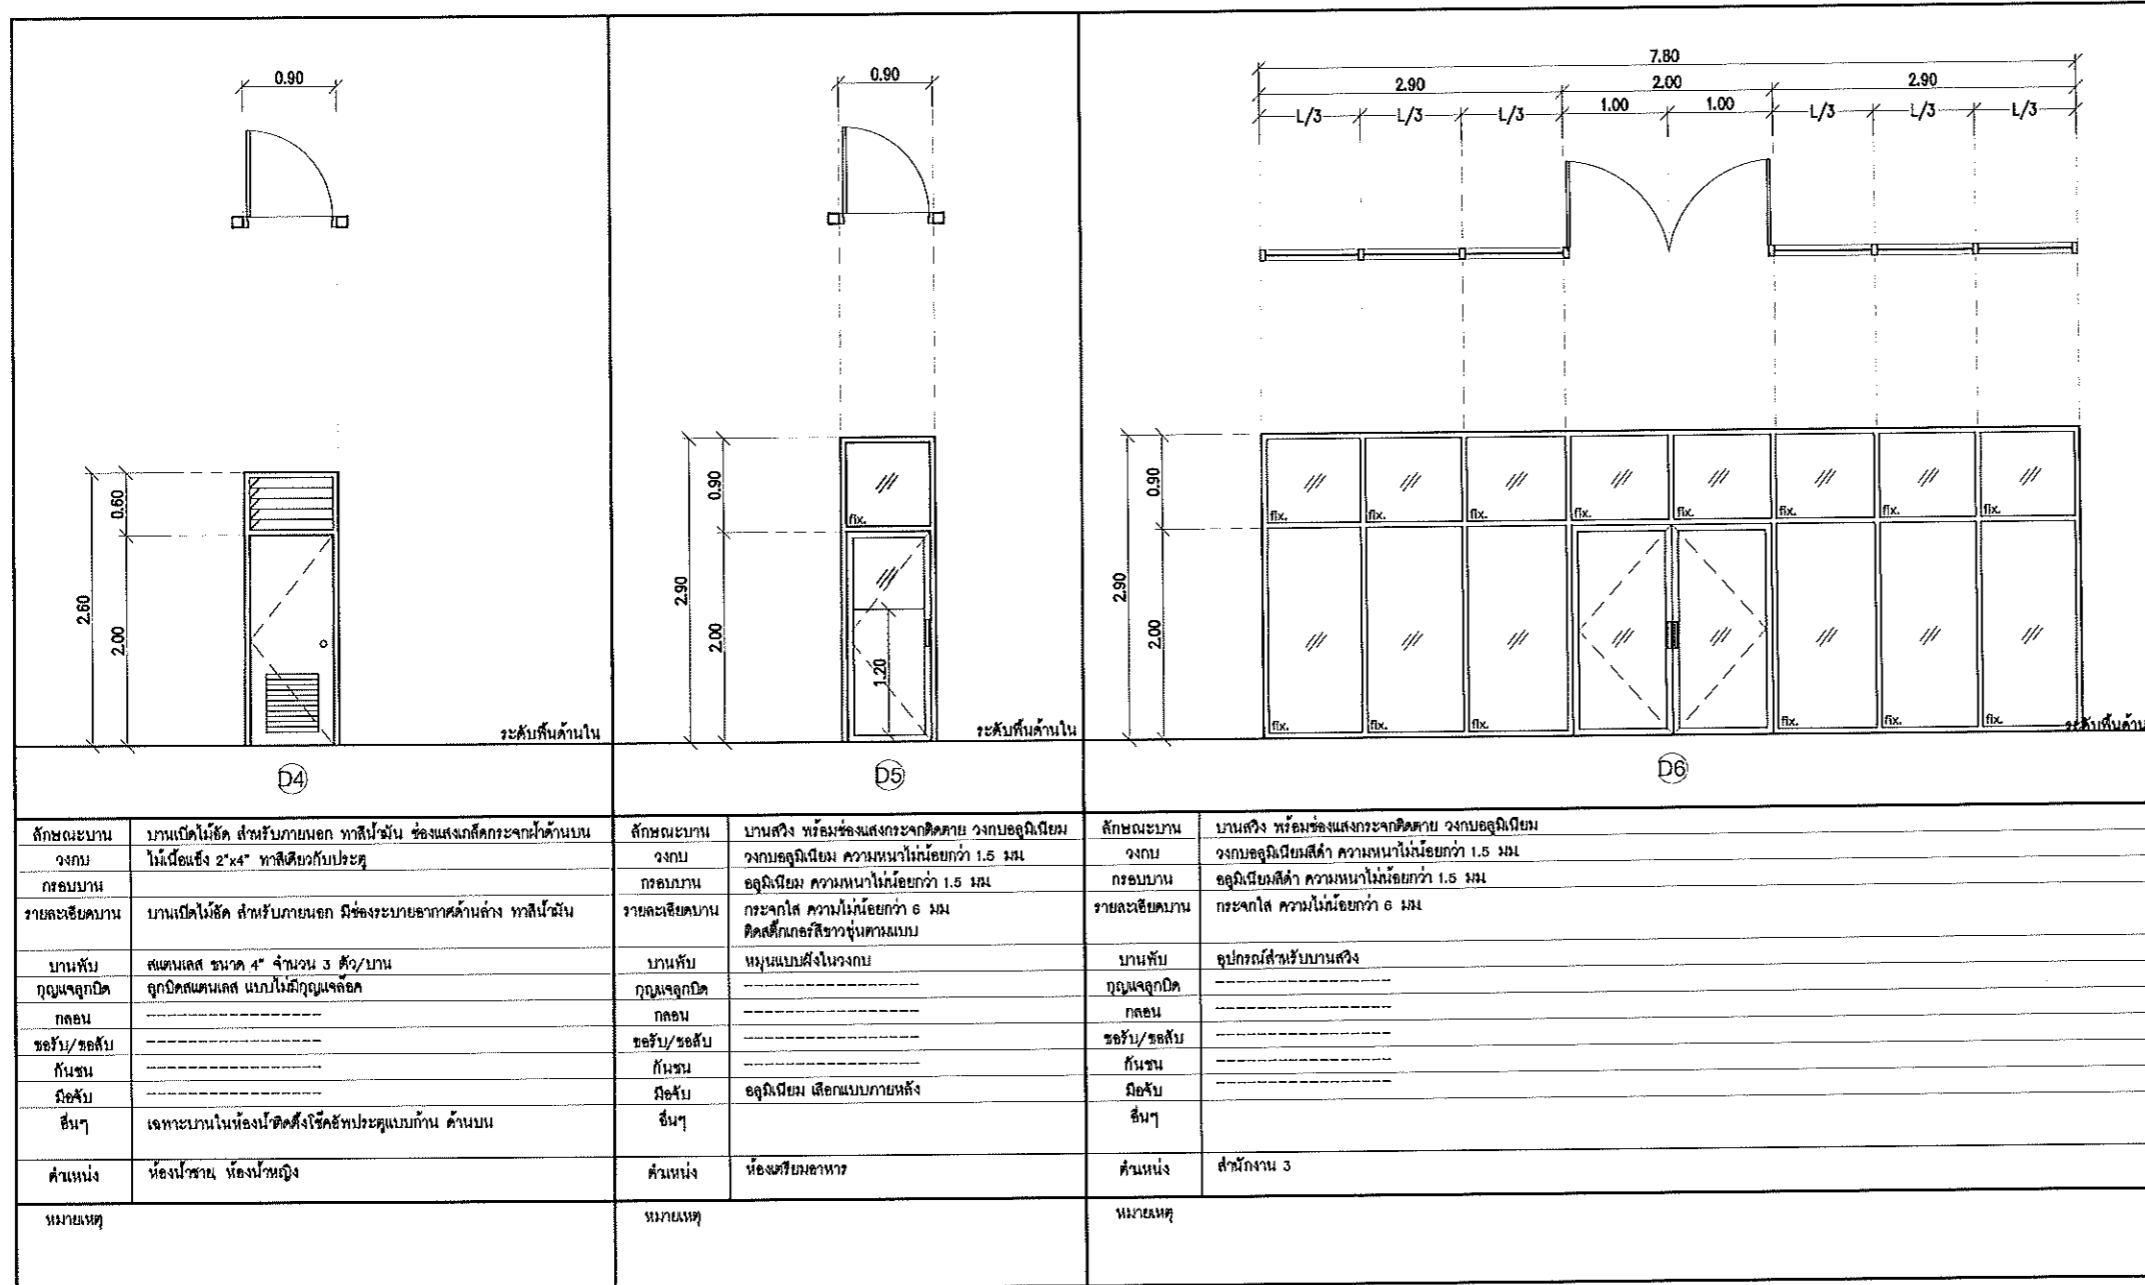 0.90
0.60
2.60
2.00
ระดับพื้นด้านใน
D4
0.90
0.90
fix.
2.90
2.00
1.20
ระดับพื้นด้านใน
D5
7.80
2.90 2.00 2.90
L/3 L/3 L/3 1.00 1.00 L/3 L/3 L/3
0.90
fix. fix. fix. fix. fix. fix. fix. fix.
2.90
2.00
fix. fix. fix. fix. fix. fix.
ระดับพื้นด้าน
D6
ลักษณะบาน บานเปิดไม้อัด สำหรับภายนอก ทาสีน้ำมัน ช่องแสงเกล็ดกระจกฝ้าด้านบน
วงกบ ไม้เนื้อแข็ง 2"x4" ทาสีเดียวกับประตู
กรอบบาน
รายละเอียดบาน บานเปิดไม้อัด สำหรับภายนอก มีช่องระบายอากาศด้านล่าง ทาสีน้ำมัน
บานพับ สแตนเลส ขนาด 4" จำนวน 3 ตัว/บาน
กุญแจลูกบิด ลูกบิดสแตนเลส แบบไม่มีกุญแจล็อค
กลอน -----------------
ขอรับ/ขอสับ -----------------
กันชน -----------------
มือจับ -----------------
อื่นๆ เฉพาะบานในห้องน้ำติดตั้งโช๊คอัพประตูแบบก้าน ด้านบน
ตำแหน่ง ห้องน้ำชาย, ห้องน้ำหญิง
หมายเหตุ
ลักษณะบาน บานสวิง พร้อมช่องแสงกระจกติดตาย วงกบอลูมิเนียม
วงกบ วงกบอลูมิเนียม ความหนาไม่น้อยกว่า 1.5 มม.
กรอบบาน อลูมิเนียม ความหนาไม่น้อยกว่า 1.5 มม.
รายละเอียดบาน กระจกใส ความไม่น้อยกว่า 6 มม.
ติดสติ๊กเกอร์สีขาวขุ่นตามแบบ
บานพับ หมุนแบบฝังในวงกบ
กุญแจลูกบิด -----------------
กลอน -----------------
ขอรับ/ขอสับ -----------------
กันชน -----------------
มือจับ อลูมิเนียม เลือกแบบภายหลัง
อื่นๆ
ตำแหน่ง ห้องเตรียมอาหาร
หมายเหตุ
ลักษณะบาน บานสวิง พร้อมช่องแสงกระจกติดตาย วงกบอลูมิเนียม
วงกบ วงกบอลูมิเนียมสีดำ ความหนาไม่น้อยกว่า 1.5 มม.
กรอบบาน อลูมิเนียมสีดำ ความหนาไม่น้อยกว่า 1.5 มม.
รายละเอียดบาน กระจกใส ความไม่น้อยกว่า 6 มม.
บานพับ อุปกรณ์สำหรับบานสวิง
กุญแจลูกบิด -----------------
กลอน -----------------
ขอรับ/ขอสับ -----------------
กันชน -----------------
มือจับ -----------------
อื่นๆ
ตำแหน่ง สำนักงาน 3
หมายเหตุ